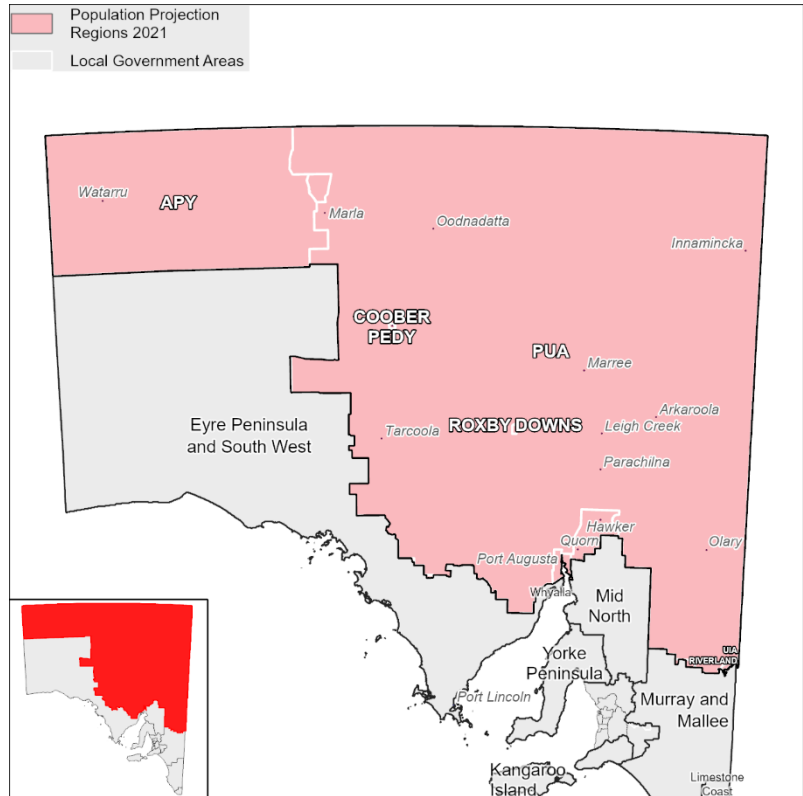 Population Projection
Regions 2021
Local Government Areas
Watarru
APY
Marla
Oodnadatta
Innamincka
COOBER
PEDY
PUA
Marree
Arkaroola
Eyre Peninsula
and South West
Tarcoola
ROXBY DOWNS
Leigh Creek
Parachilna
Hawker
Quorn
Olary
Port Augusta
Whyalla
Mid
North
UIA
RIVERLAND
Yorke
Peninsula
Port Lincoln
Murray and
Mallee
Kangaroo
Island
Limestone
Coast